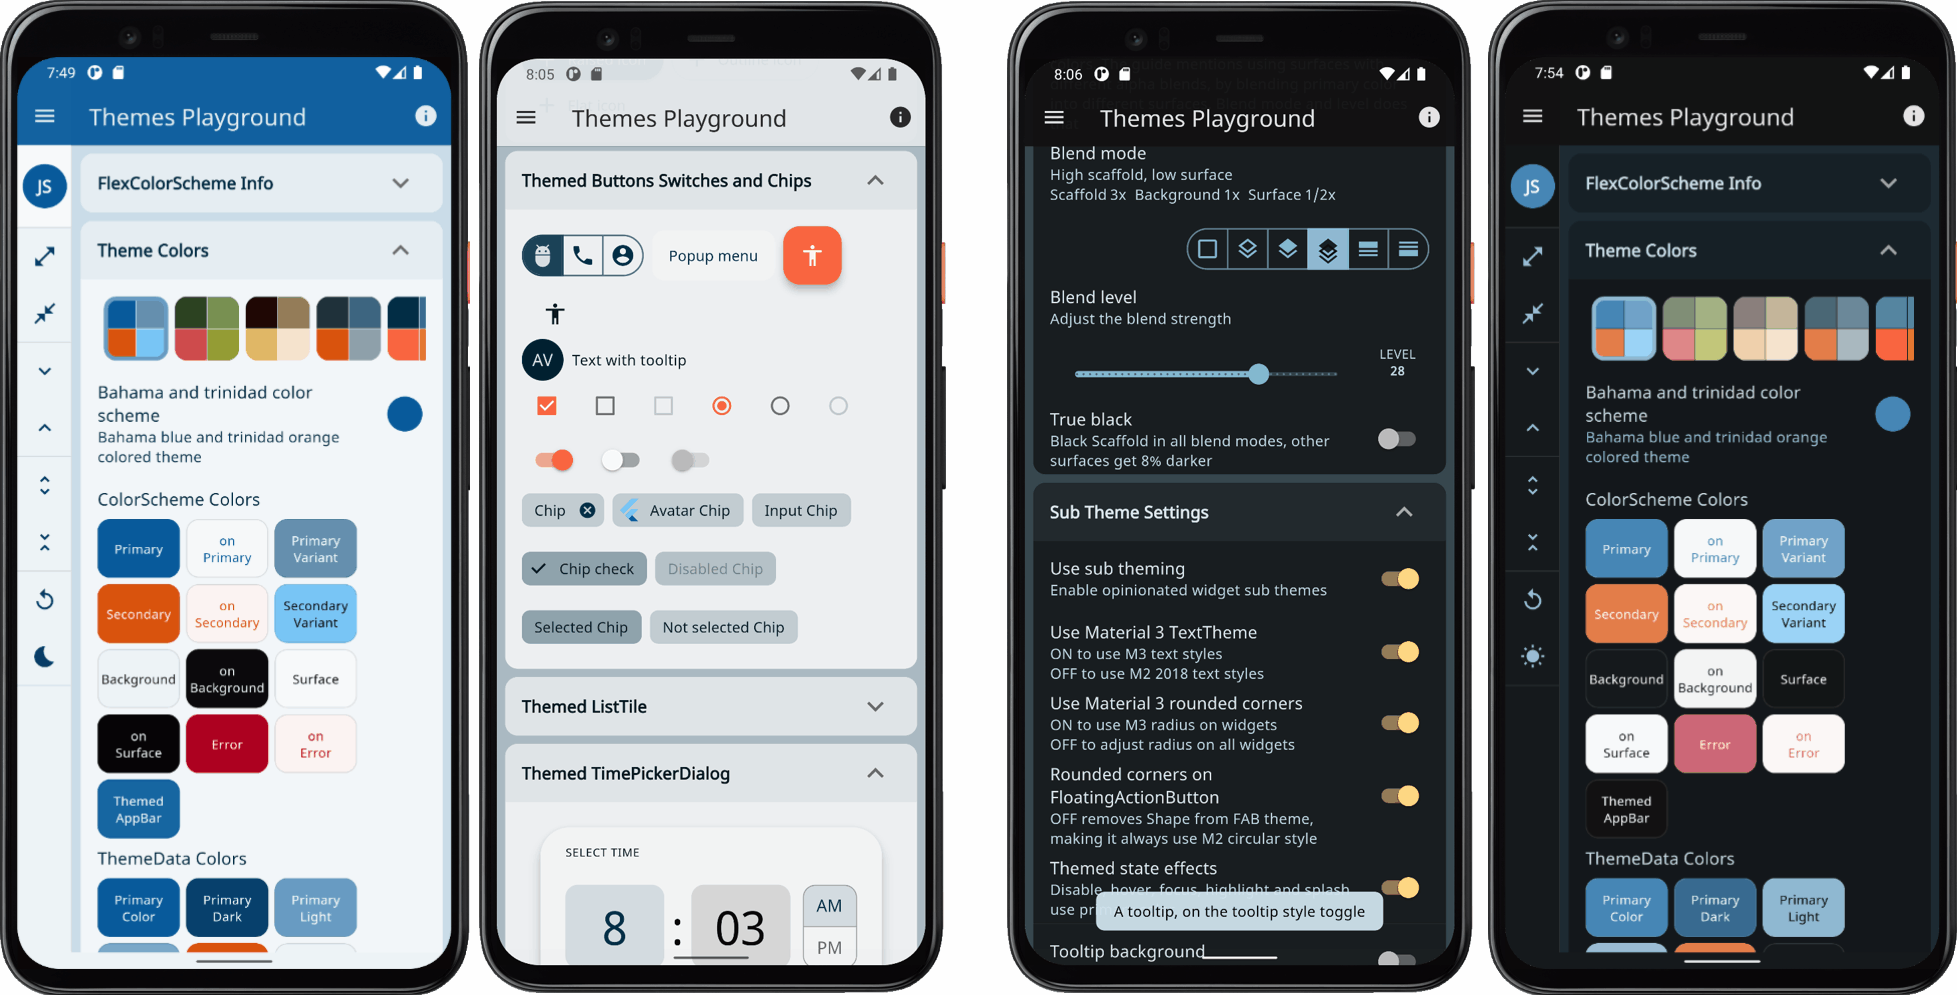 7:49
Themes Playground
JS
FlexColorScheme Info
Theme Colors
Bahama and trinidad color
scheme
Bahama blue and trinidad orange
colored theme
ColorScheme Colors
Primary
on
Primary
Primary
Variant
Secondary
on
Secondary
Secondary
Variant
Background
on
Background
Surface
on
Surface
Error
on
Error
Themed
AppBar
ThemeData Colors
Primary
Color
Primary
Dark
Primary
Light
8:05
Themes Playground
Themed Buttons Switches and Chips
Popup menu
AV Text with tooltip
Chip
Avatar Chip
Input Chip
Chip check
Disabled Chip
Selected Chip
Not selected Chip
Themed ListTile
Themed TimePickerDialog
SELECT TIME
8 : 03
AM
PM
8:06
Themes Playground
Blend mode
High scaffold, low surface
Scaffold 3x Background 1x Surface 1/2x
Blend level
Adjust the blend strength
LEVEL
28
True black
Black Scaffold in all blend modes, other
surfaces get 8% darker
Sub Theme Settings
Use sub theming
Enable opinionated widget sub themes
Use Material 3 TextTheme
ON to use M3 text styles
OFF to use M2 2018 text styles
Use Material 3 rounded corners
ON to use M3 radius on widgets
OFF to adjust radius on all widgets
Rounded corners on
FloatingActionButton
OFF removes Shape from FAB theme,
making it always use M2 circular style
Themed state effects
Disable, hover, focus, highlight and splash
use
A tooltip, on the tooltip style toggle
Tooltip background
7:54
Themes Playground
JS
FlexColorScheme Info
Theme Colors
Bahama and trinidad color
scheme
Bahama blue and trinidad orange
colored theme
ColorScheme Colors
Primary
on
Primary
Primary
Variant
Secondary
on
Secondary
Secondary
Variant
Background
on
Background
Surface
on
Surface
Error
on
Error
Themed
AppBar
ThemeData Colors
Primary
Color
Primary
Dark
Primary
Light